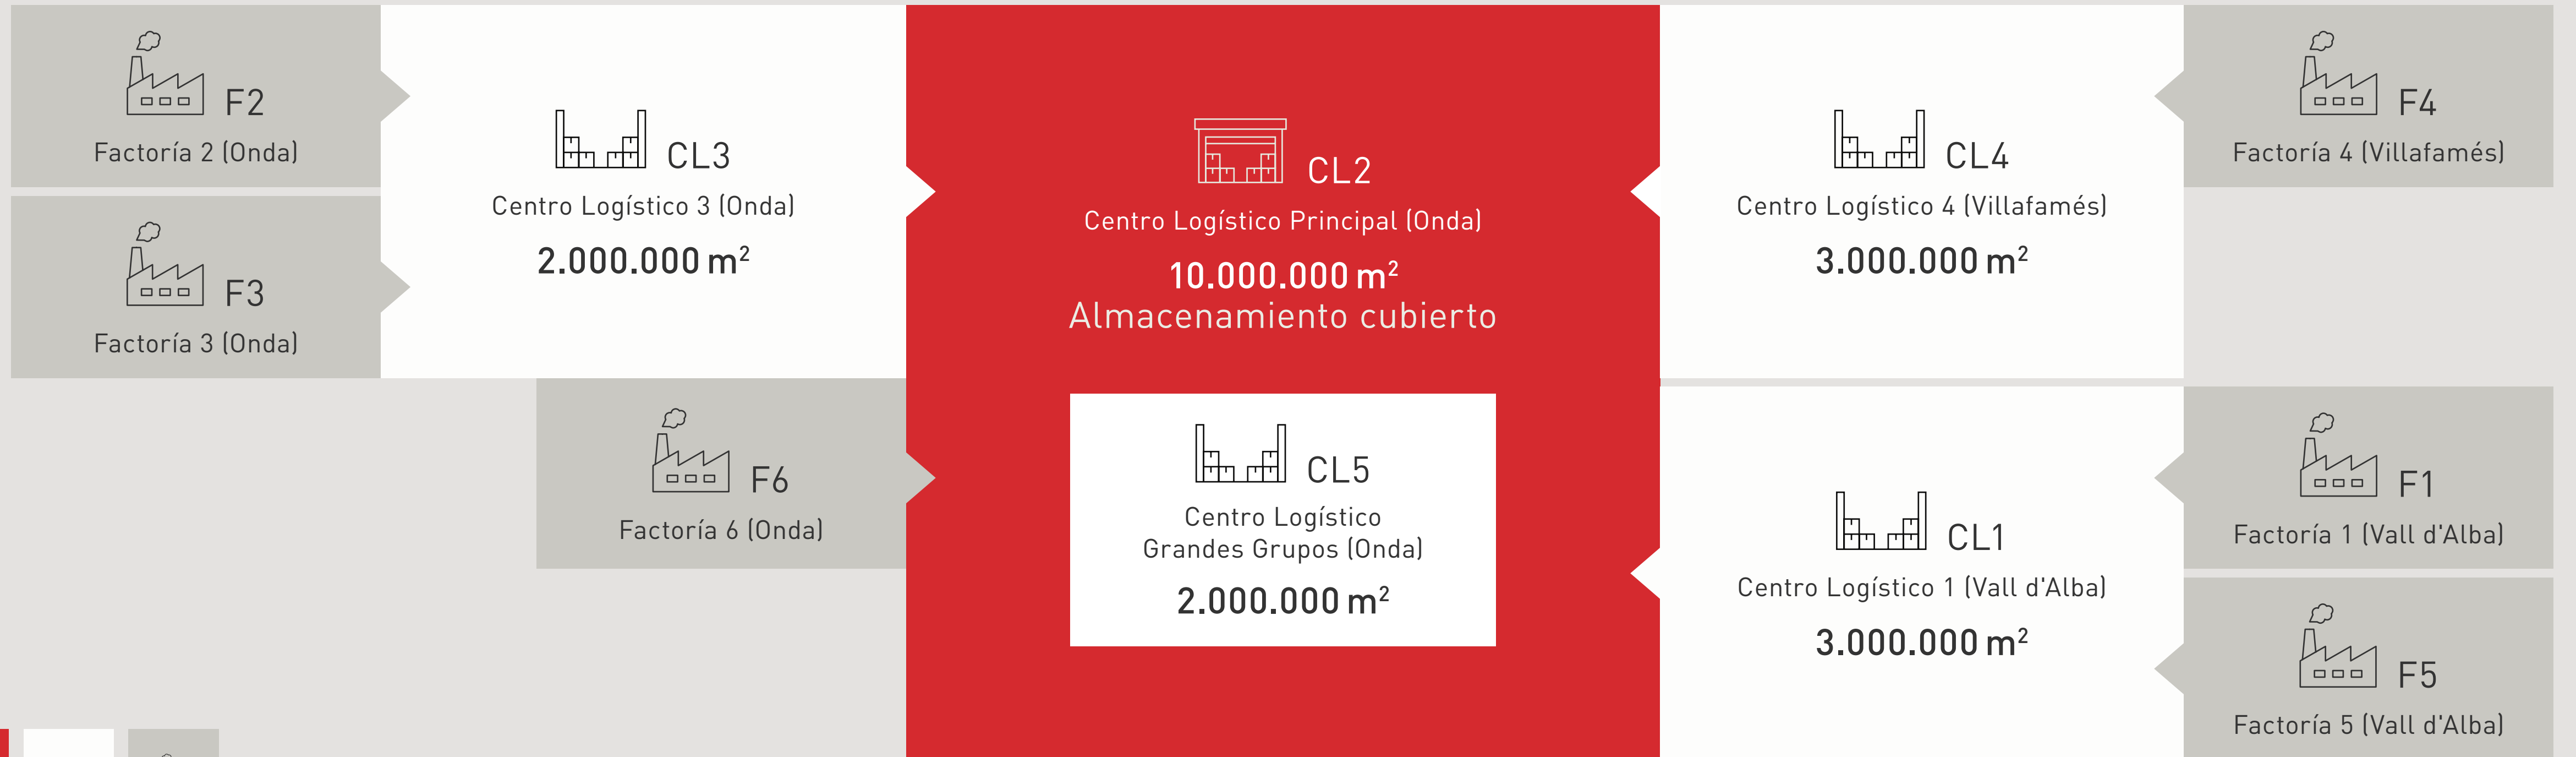 F2
Factoría 2 (Onda)
F3
Factoría 3 (Onda)
CL3
Centro Logístico 3 (Onda)
2.000.000 m²
F6
Factoría 6 (Onda)
CL2
Centro Logístico Principal (Onda)
10.000.000 m²
Almacenamiento cubierto
CL5
Centro Logístico
Grandes Grupos (Onda)
2.000.000 m²
CL4
Centro Logístico 4 (Villafamés)
3.000.000 m²
F4
Factoría 4 (Villafamés)
CL1
Centro Logístico 1 (Vall d'Alba)
3.000.000 m²
F1
Factoría 1 (Vall d'Alba)
F5
Factoría 5 (Vall d'Alba)